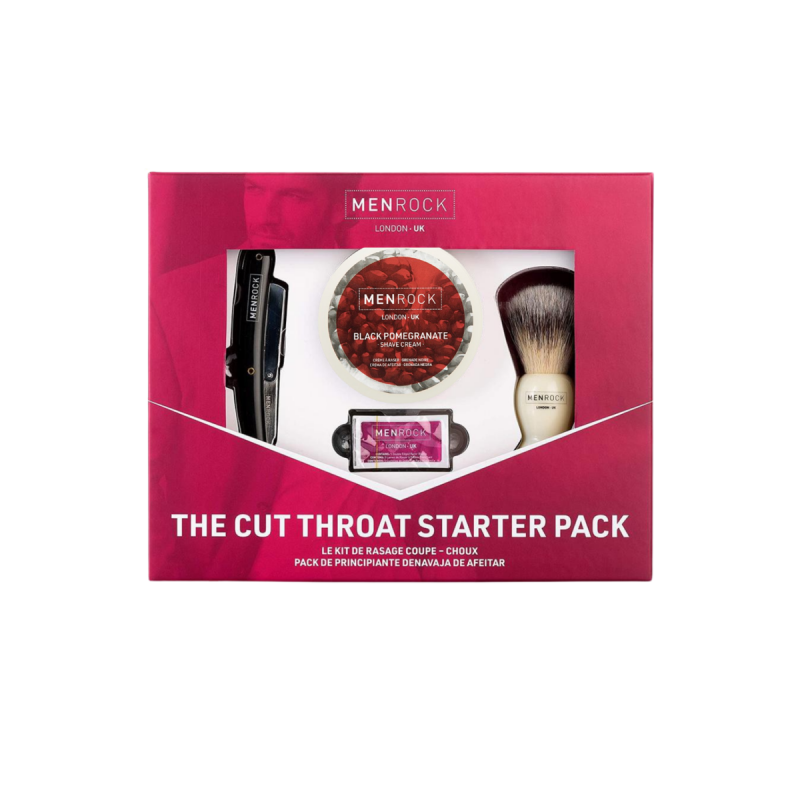 MENROCK
LONDON - UK
MENROCK
MENROCK
MENROCK
LONDON - UK
BLACK POMEGRANATE
SHAVE CREAM
MENROCK
LONDON - UK
MENROCK
LONDON - UK
THE CUT THROAT STARTER PACK
LE KIT DE RASAGE COUPE – CHOUX
PACK DE PRINCIPIANTE DENAVAJA DE AFEITAR